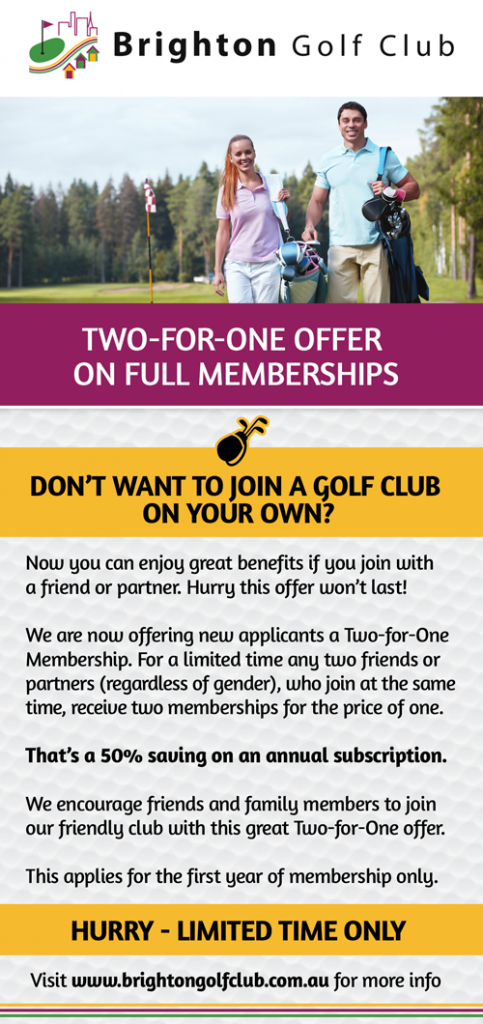 Brighton Golf Club
TWO-FOR-ONE OFFER
ON FULL MEMBERSHIPS
DON'T WANT TO JOIN A GOLF CLUB
ON YOUR OWN?
Now you can enjoy great benefits if you join with
a friend or partner. Hurry this offer won't last!
We are now offering new applicants a Two-for-One
Membership. For a limited time any two friends or
partners (regardless of gender), who join at the same
time, receive two memberships for the price of one.
That's a 50% saving on an annual subscription.
We encourage friends and family members to join
our friendly club with this great Two-for-One offer.
This applies for the first year of membership only.
HURRY - LIMITED TIME ONLY
Visit www.brightongolfclub.com.au for more info